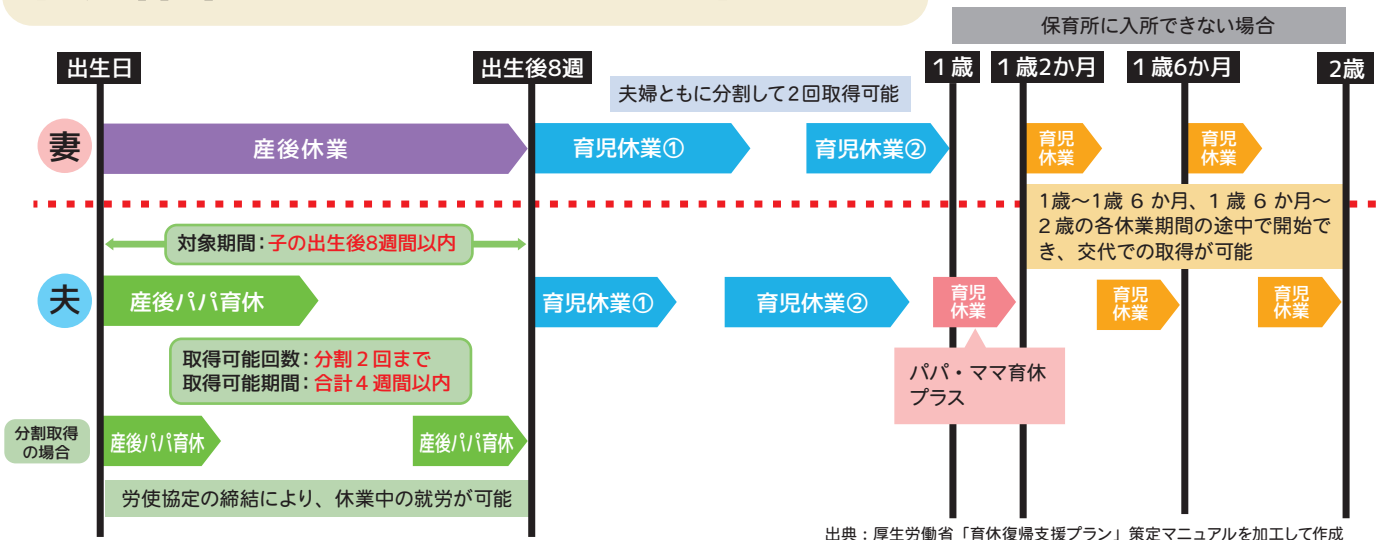 保育所に入所できない場合
出生日
出生後8週
1歳
1歳2か月
1歳6か月
2歳
夫婦ともに分割して2回取得可能
妻
産後休業
育児休業①
育児休業②
育児
休業
育児
休業
1歳～1歳6か月、1歳6か月～
2歳の各休業期間の途中で開始で
き、交代での取得が可能
対象期間：子の出生後8週間以内
夫
産後パパ育休
育児休業①
育児休業②
育児
休業
育児
休業
育児
休業
取得可能回数：分割2回まで
取得可能期間：合計4週間以内
パパ・ママ育休
プラス
分割取得
の場合
産後パパ育休
産後パパ育休
労使協定の締結により、休業中の就労が可能
出典：厚生労働省「育休復帰支援プラン」策定マニュアルを加工して作成